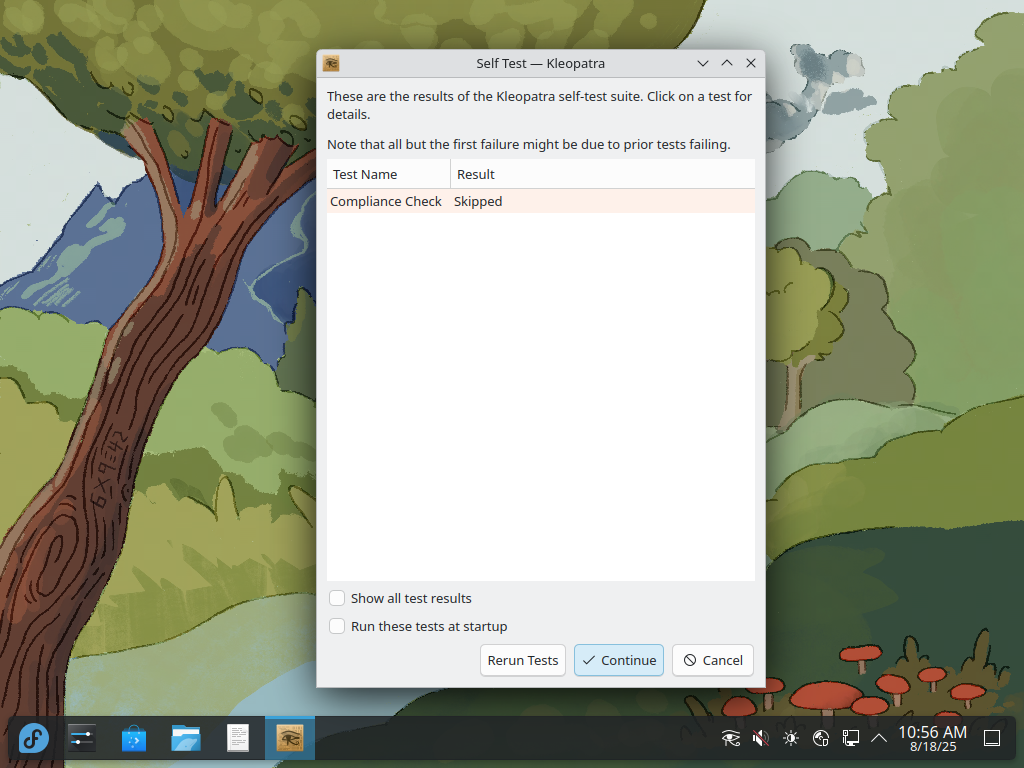 Self Test — Kleopatra
These are the results of the Kleopatra self-test suite. Click on a test for
details.
Note that all but the first failure might be due to prior tests failing.
Test Name Result
Compliance Check Skipped
6×9=42
Show all test results
Run these tests at startup
Rerun Tests Continue Cancel
10:56 AM
8/18/25